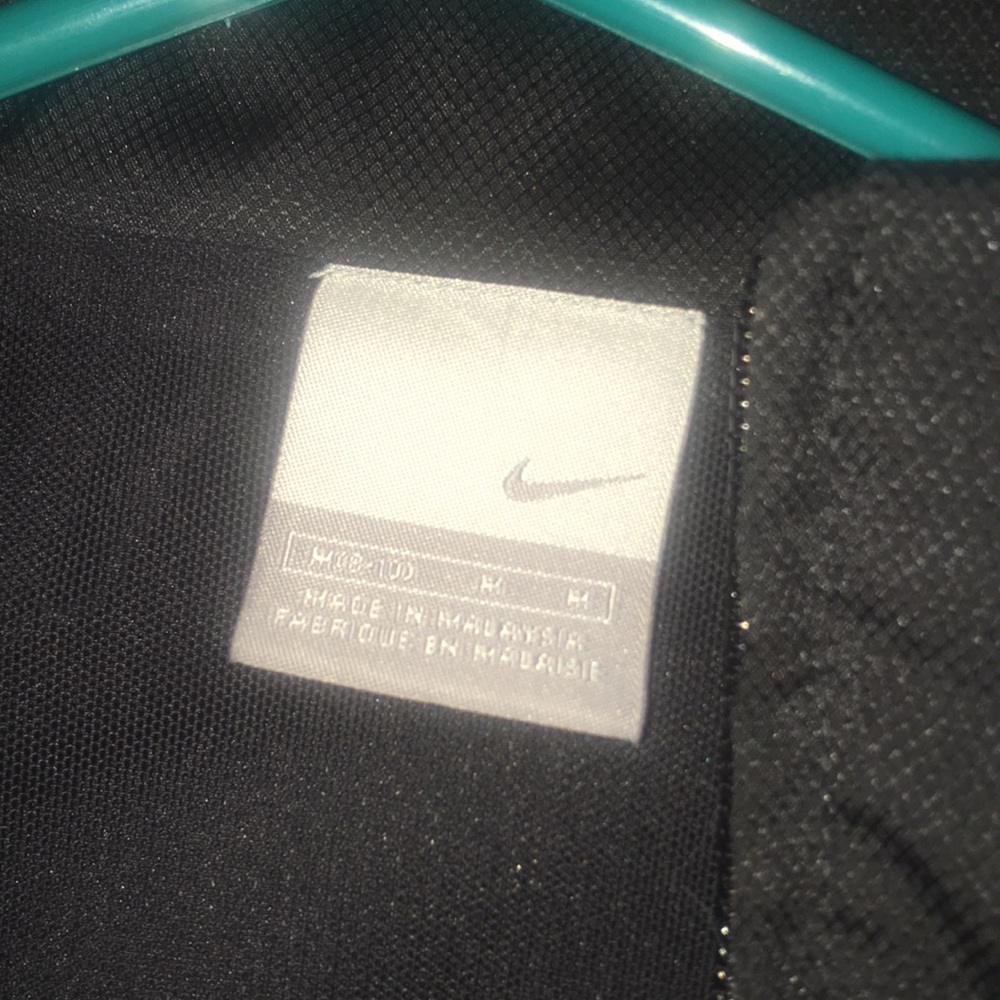 M(8-10) M M
MADE IN MALAYSIA
FABRIQUE EN MALAISIE